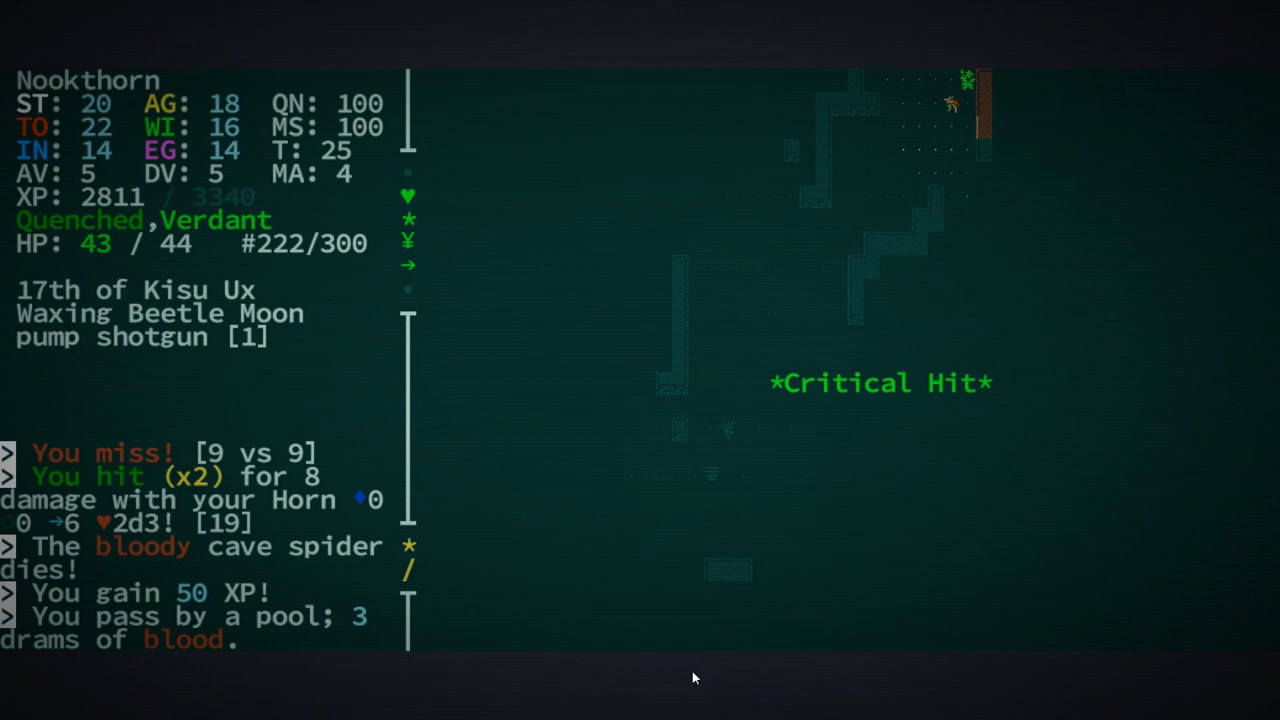 Nookthorn
ST: 20 AG: 18 QN: 100
TO: 22 WI: 16 MS: 100
IN: 14 EG: 14 T: 25
AV: 5 DV: 5 MA: 4
XP: 2811 / 3340
Quenched,Verdant
HP: 43 / 44 #222/300
17th of Kisu Ux
Waxing Beetle Moon
pump shotgun [1]
*Critical Hit*
> You miss! [9 vs 9]
> You hit (x2) for 8
damage with your Horn ♦0
○0 →6 ♥2d3! [19]
> The bloody cave spider
dies!
> You gain 50 XP!
> You pass by a pool; 3
drams of blood.